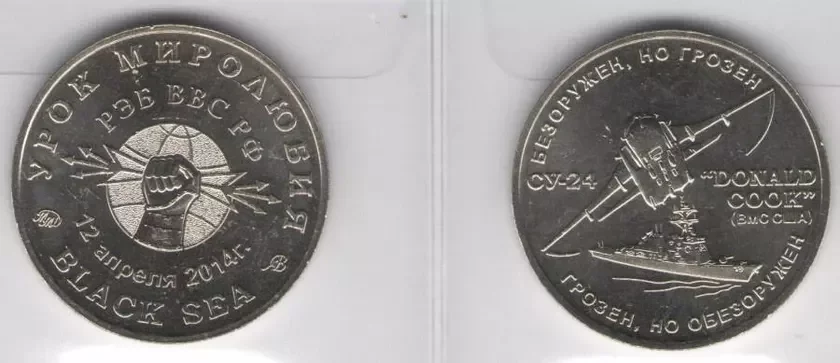 УРОК МИРОЛЮБИЯ
РЭБ ВВС РФ
12 апреля 2014г.
BLACK SEA
БЕЗОРУЖЕН, НО ГРОЗЕН
СУ-24
"DONALD
COOK"
(ВМС США)
ГРОЗЕН, НО ОБЕЗОРУЖЕН